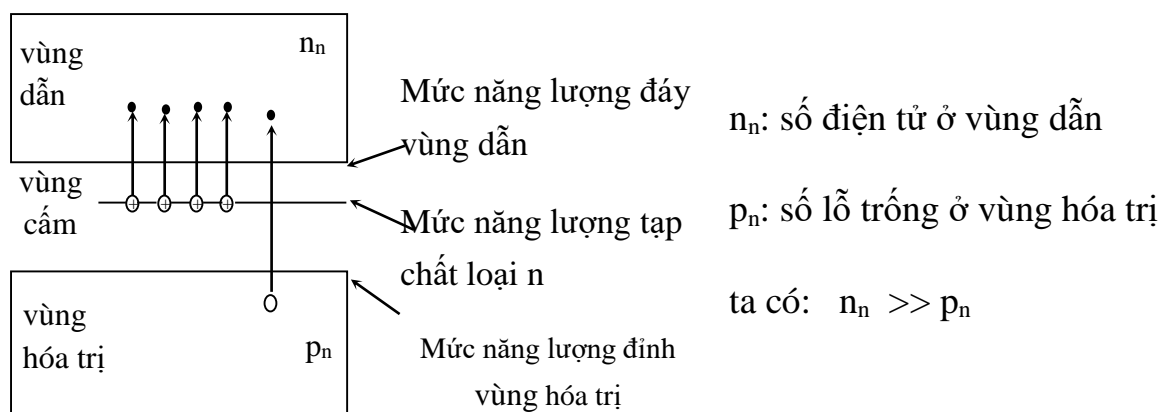 vùng
dẫn
nₙ
vùng
cấm
vùng
hóa trị
pₙ
Mức năng lượng đáy
vùng dẫn
Mức năng lượng tạp
chất loại n
Mức năng lượng đỉnh
vùng hóa trị
nₙ: số điện tử ở vùng dẫn
pₙ: số lỗ trống ở vùng hóa trị
ta có: nₙ >> pₙ